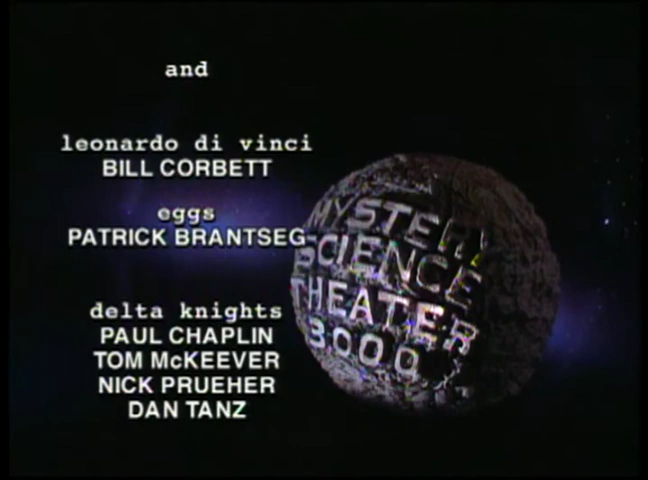 and
leonardo di vinci
BILL CORBETT
eggs
PATRICK BRANTSEG
delta knights
PAUL CHAPLIN
TOM McKEEVER
NICK PRUEHER
DAN TANZ
MYSTERY
SCIENCE
THEATER
3000